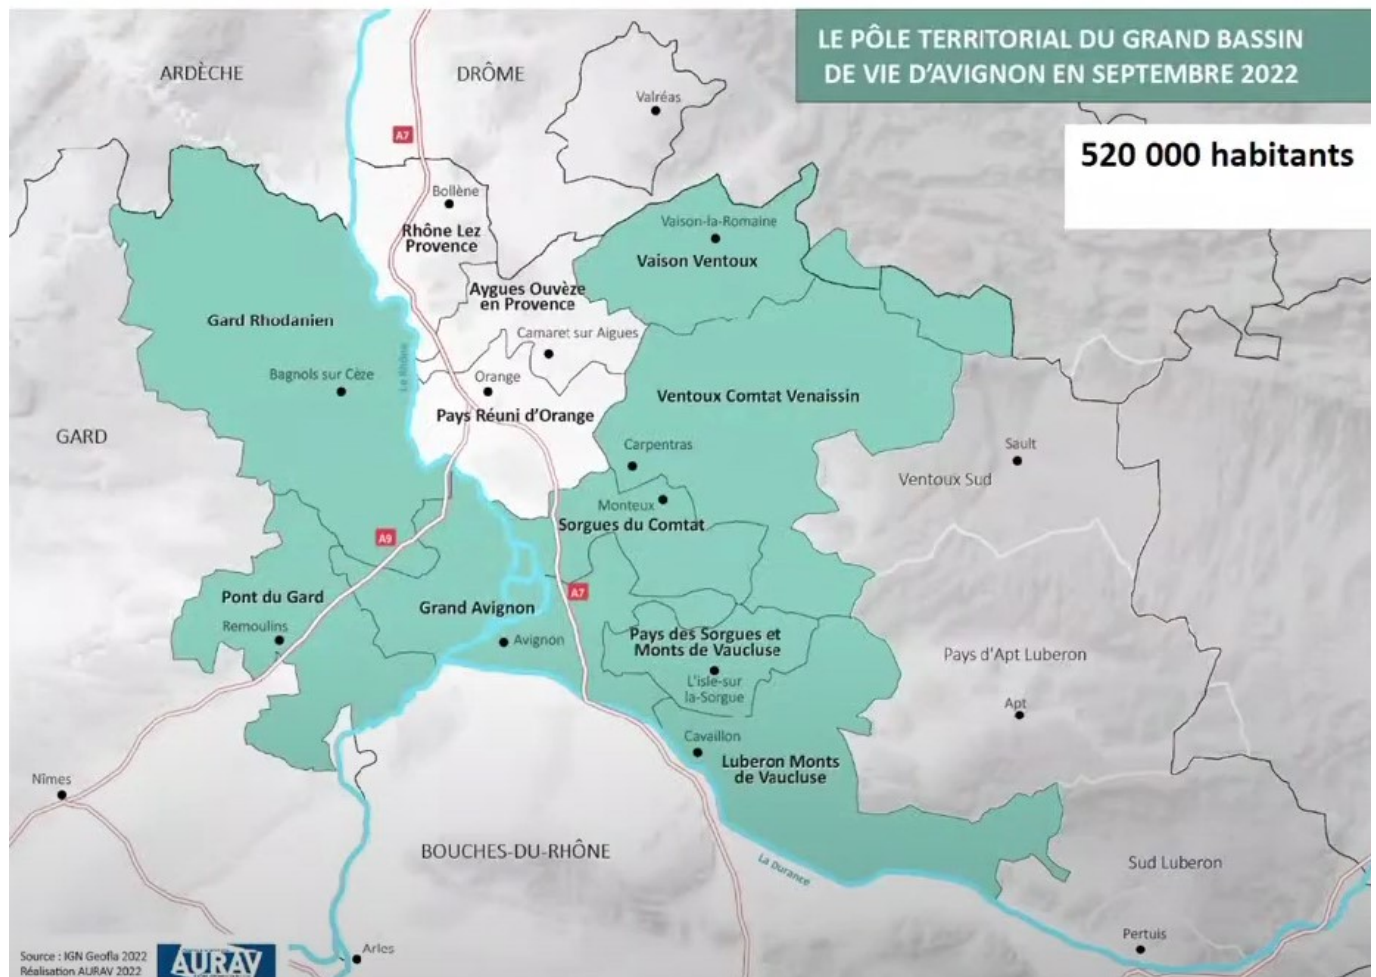 LE PÔLE TERRITORIAL DU GRAND BASSIN
DE VIE D'AVIGNON EN SEPTEMBRE 2022
520 000 habitants
ARDÈCHE
DRÔME
Valréas
A7
Bollène
Rhône Lez
Provence
Vaison-la-Romaine
Vaison Ventoux
Aygues Ouvèze
en Provence
Gard Rhodanien
Camaret sur Aigues
Le Rhône
Bagnols sur Cèze
Orange
Pays Réuni d'Orange
Ventoux Comtat Venaissin
GARD
Carpentras
Sault
Ventoux Sud
Monteux
Sorgues du Comtat
A9
A7
Pont du Gard
Remoulins
Grand Avignon
Avignon
Pays des Sorgues et
Monts de Vaucluse
L'isle-sur
la-Sorgue
Pays d'Apt Luberon
Apt
Cavaillon
Luberon Monts
de Vaucluse
Nîmes
BOUCHES-DU-RHÔNE
La Durance
Sud Luberon
Pertuis
Arles
Source : IGN Geofla 2022
Réalisation AURAV 2022
AURAV